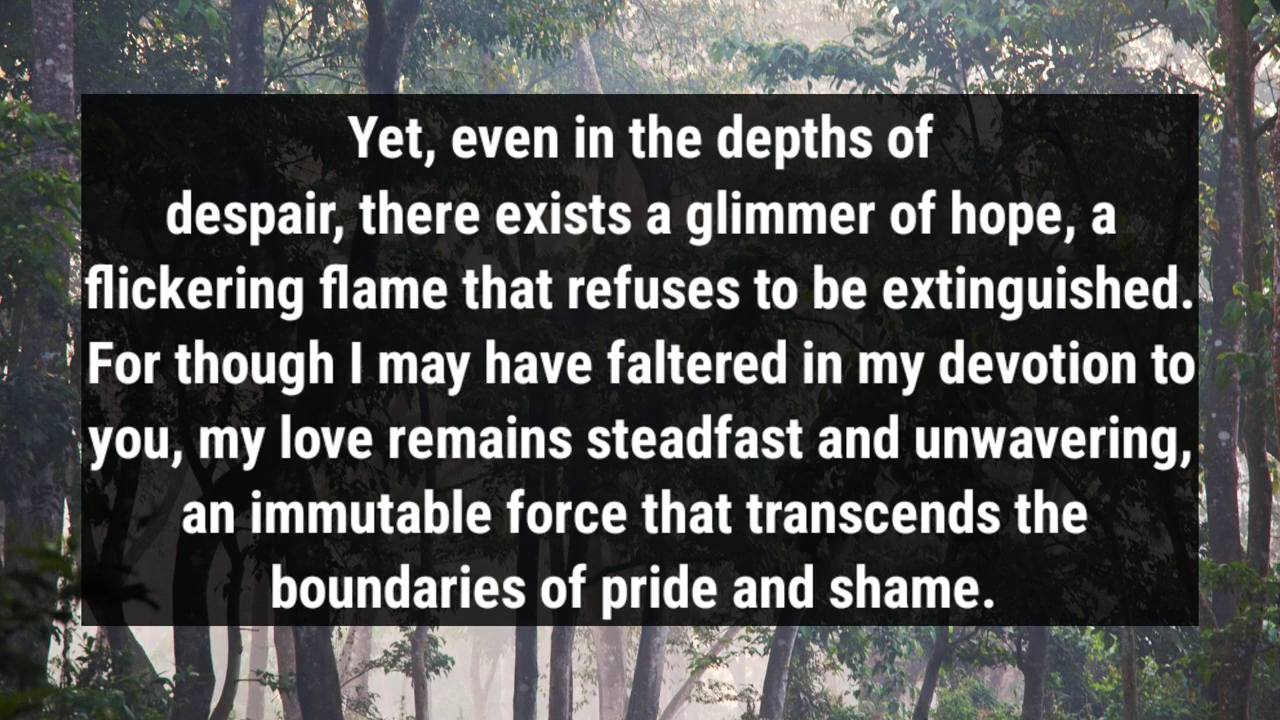 Yet, even in the depths of
despair, there exists a glimmer of hope, a
flickering flame that refuses to be extinguished.
For though I may have faltered in my devotion to
you, my love remains steadfast and unwavering,
an immutable force that transcends the
boundaries of pride and shame.